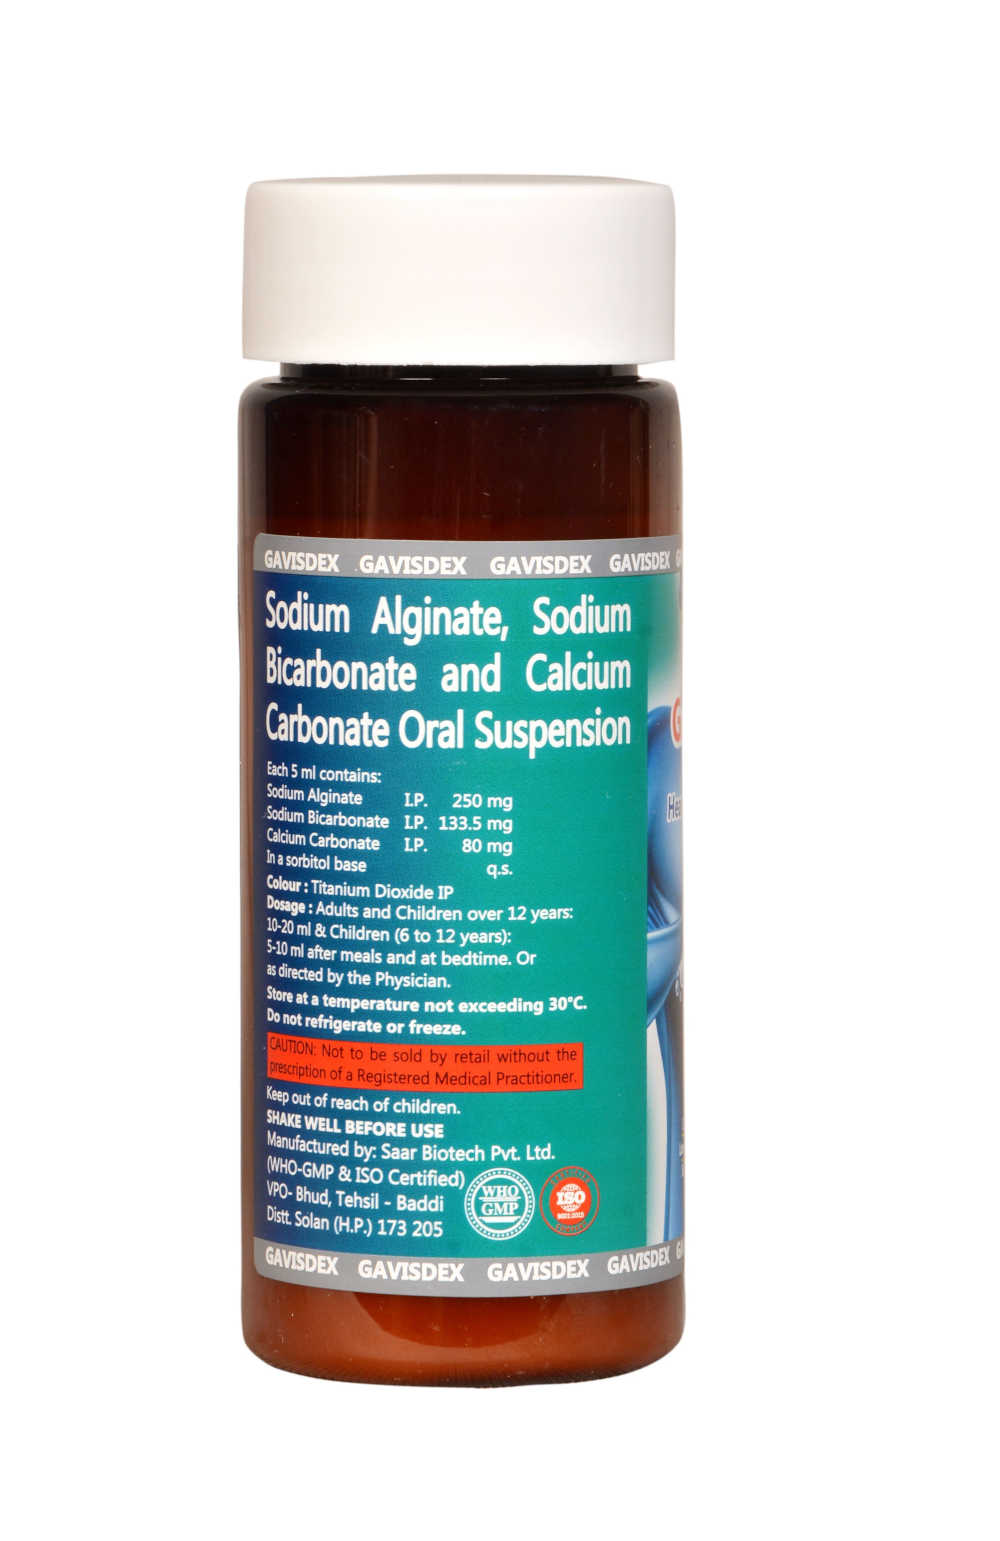 GAVISDEX GAVISDEX GAVISDEX GAVISDEX
Sodium Alginate, Sodium
Bicarbonate and Calcium
Carbonate Oral Suspension
Each 5 ml contains:
Sodium Alginate I.P. 250 mg
Sodium Bicarbonate I.P. 133.5 mg
Calcium Carbonate I.P. 80 mg
In a sorbitol base q.s.
Colour : Titanium Dioxide IP
Dosage : Adults and Children over 12 years:
10-20 ml & Children (6 to 12 years):
5-10 ml after meals and at bedtime. Or
as directed by the Physician.
Store at a temperature not exceeding 30°C.
Do not refrigerate or freeze.
CAUTION: Not to be sold by retail without the
prescription of a Registered Medical Practitioner.
Keep out of reach of children.
SHAKE WELL BEFORE USE
Manufactured by: Saar Biotech Pvt. Ltd.
(WHO-GMP & ISO Certified)
VPO- Bhud, Tehsil - Baddi
Distt. Solan (H.P.) 173 205
WHO
GMP
ISO
9001:2015
GAVISDEX GAVISDEX GAVISDEX GAVISDEX